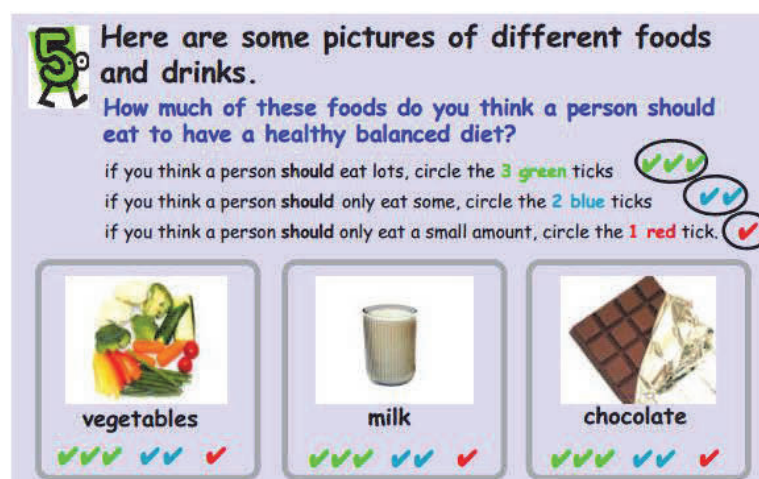 5
Here are some pictures of different foods
and drinks.
How much of these foods do you think a person should
eat to have a healthy balanced diet?
if you think a person should eat lots, circle the 3 green ticks ✔✔✔
if you think a person should only eat some, circle the 2 blue ticks ✔✔
if you think a person should only eat a small amount, circle the 1 red tick. ✔
vegetables milk chocolate
✔✔✔ ✔✔ ✔ ✔✔✔ ✔✔ ✔ ✔✔✔ ✔✔ ✔